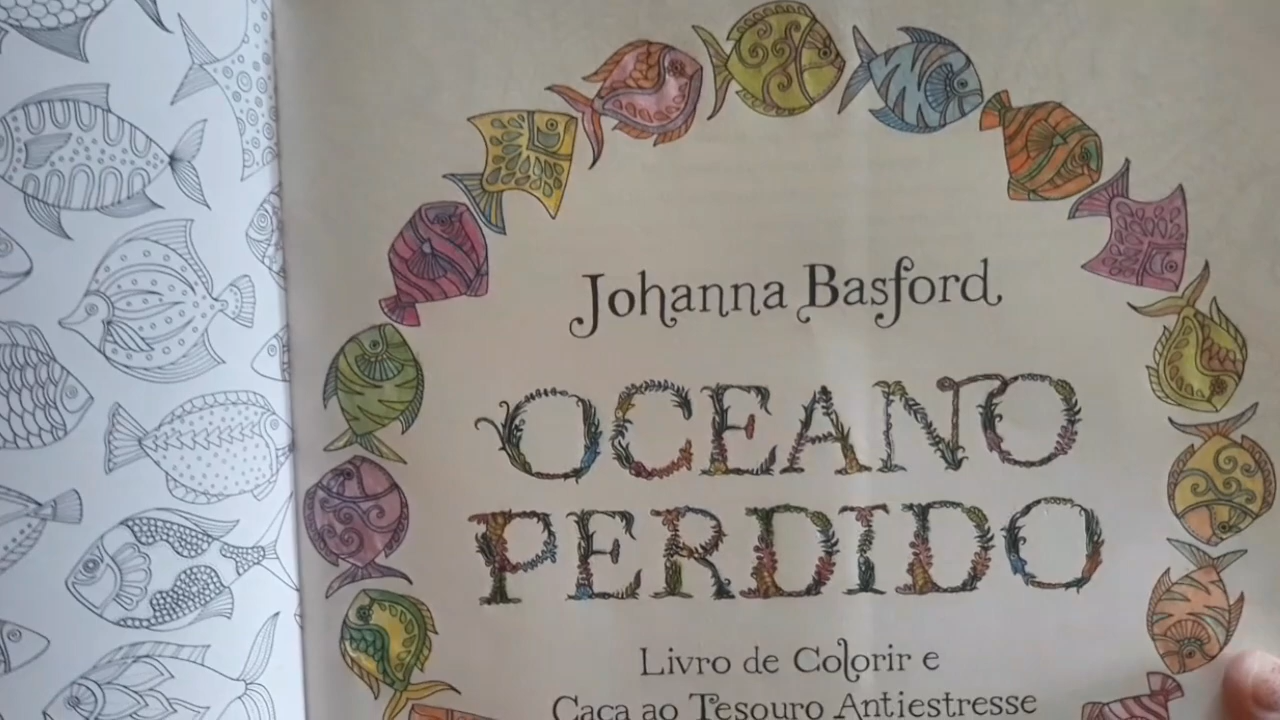 Johanna Basford
OCEANO
PERDIDO
Livro de Colorir e
Caça ao Tesouro Antiestresse